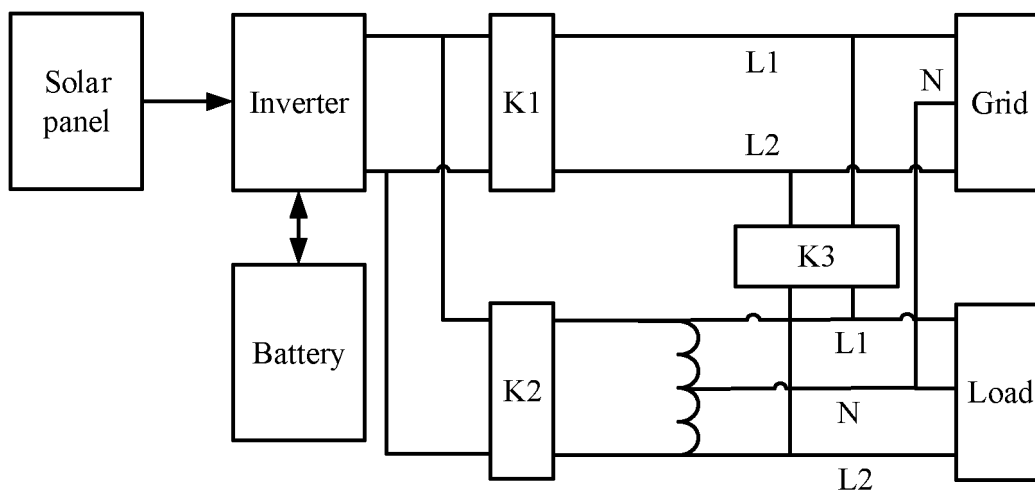 Solar
panel
Inverter
K1
L1
L2
N
Grid
K3
Battery
K2
L1
N
L2
Load